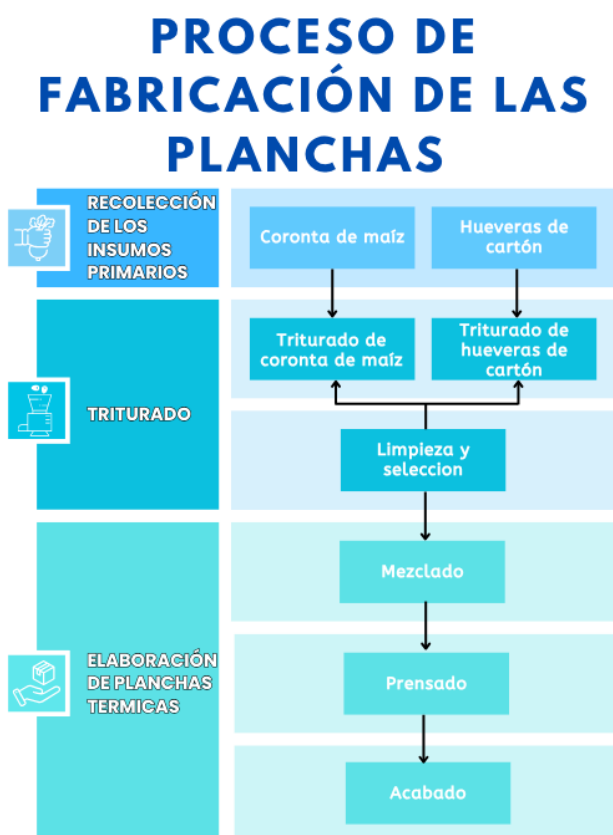 PROCESO DE
FABRICACIÓN DE LAS
PLANCHAS
RECOLECCIÓN
DE LOS
INSUMOS
PRIMARIOS
Coronta de maíz
Hueveras de
cartón
TRITURADO
Triturado de
coronta de maíz
Triturado de
hueveras de
cartón
Limpieza y
seleccion
ELABORACIÓN
DE PLANCHAS
TERMICAS
Mezclado
Prensado
Acabado